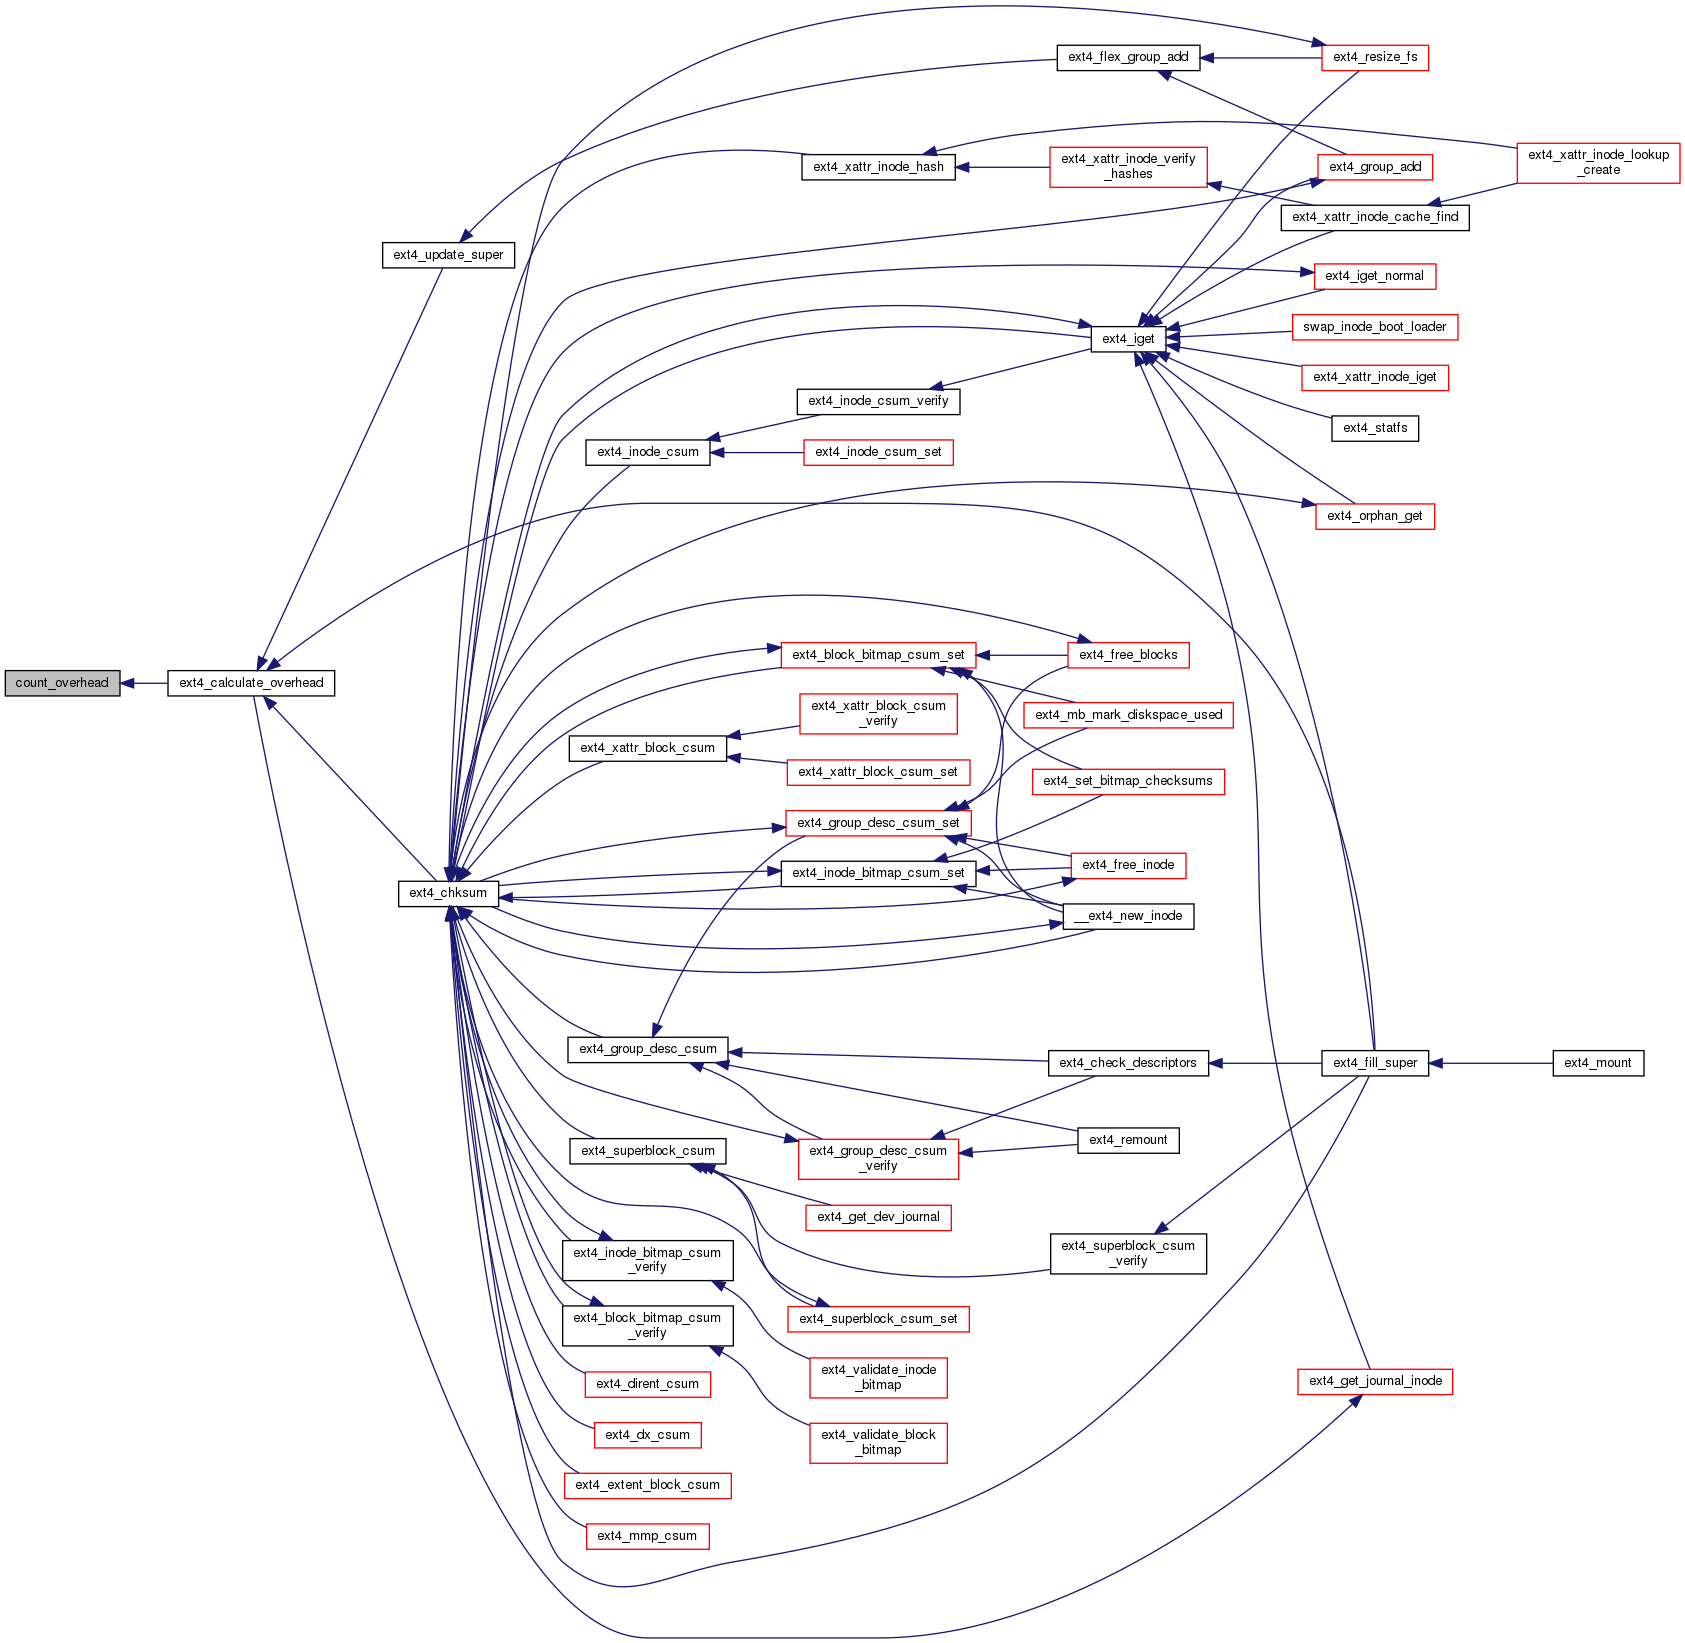 ext4_flex_group_add
ext4_resize_fs
ext4_xattr_inode_hash
ext4_xattr_inode_verify
_hashes
ext4_group_add
ext4_xattr_inode_lookup
_create
ext4_xattr_inode_cache_find
ext4_update_super
ext4_iget_normal
ext4_iget
swap_inode_boot_loader
ext4_xattr_inode_iget
ext4_inode_csum_verify
ext4_statfs
ext4_inode_csum
ext4_inode_csum_set
ext4_orphan_get
count_overhead
ext4_calculate_overhead
ext4_block_bitmap_csum_set
ext4_free_blocks
ext4_xattr_block_csum
_verify
ext4_mb_mark_diskspace_used
ext4_xattr_block_csum
ext4_xattr_block_csum_set
ext4_set_bitmap_checksums
ext4_group_desc_csum_set
ext4_free_inode
ext4_inode_bitmap_csum_set
ext4_chksum
__ext4_new_inode
ext4_group_desc_csum
ext4_check_descriptors
ext4_fill_super
ext4_mount
ext4_remount
ext4_superblock_csum
ext4_group_desc_csum
_verify
ext4_get_dev_journal
ext4_superblock_csum
_verify
ext4_inode_bitmap_csum
_verify
ext4_block_bitmap_csum
_verify
ext4_superblock_csum_set
ext4_validate_inode
_bitmap
ext4_dirent_csum
ext4_get_journal_inode
ext4_dx_csum
ext4_validate_block
_bitmap
ext4_extent_block_csum
ext4_mmp_csum